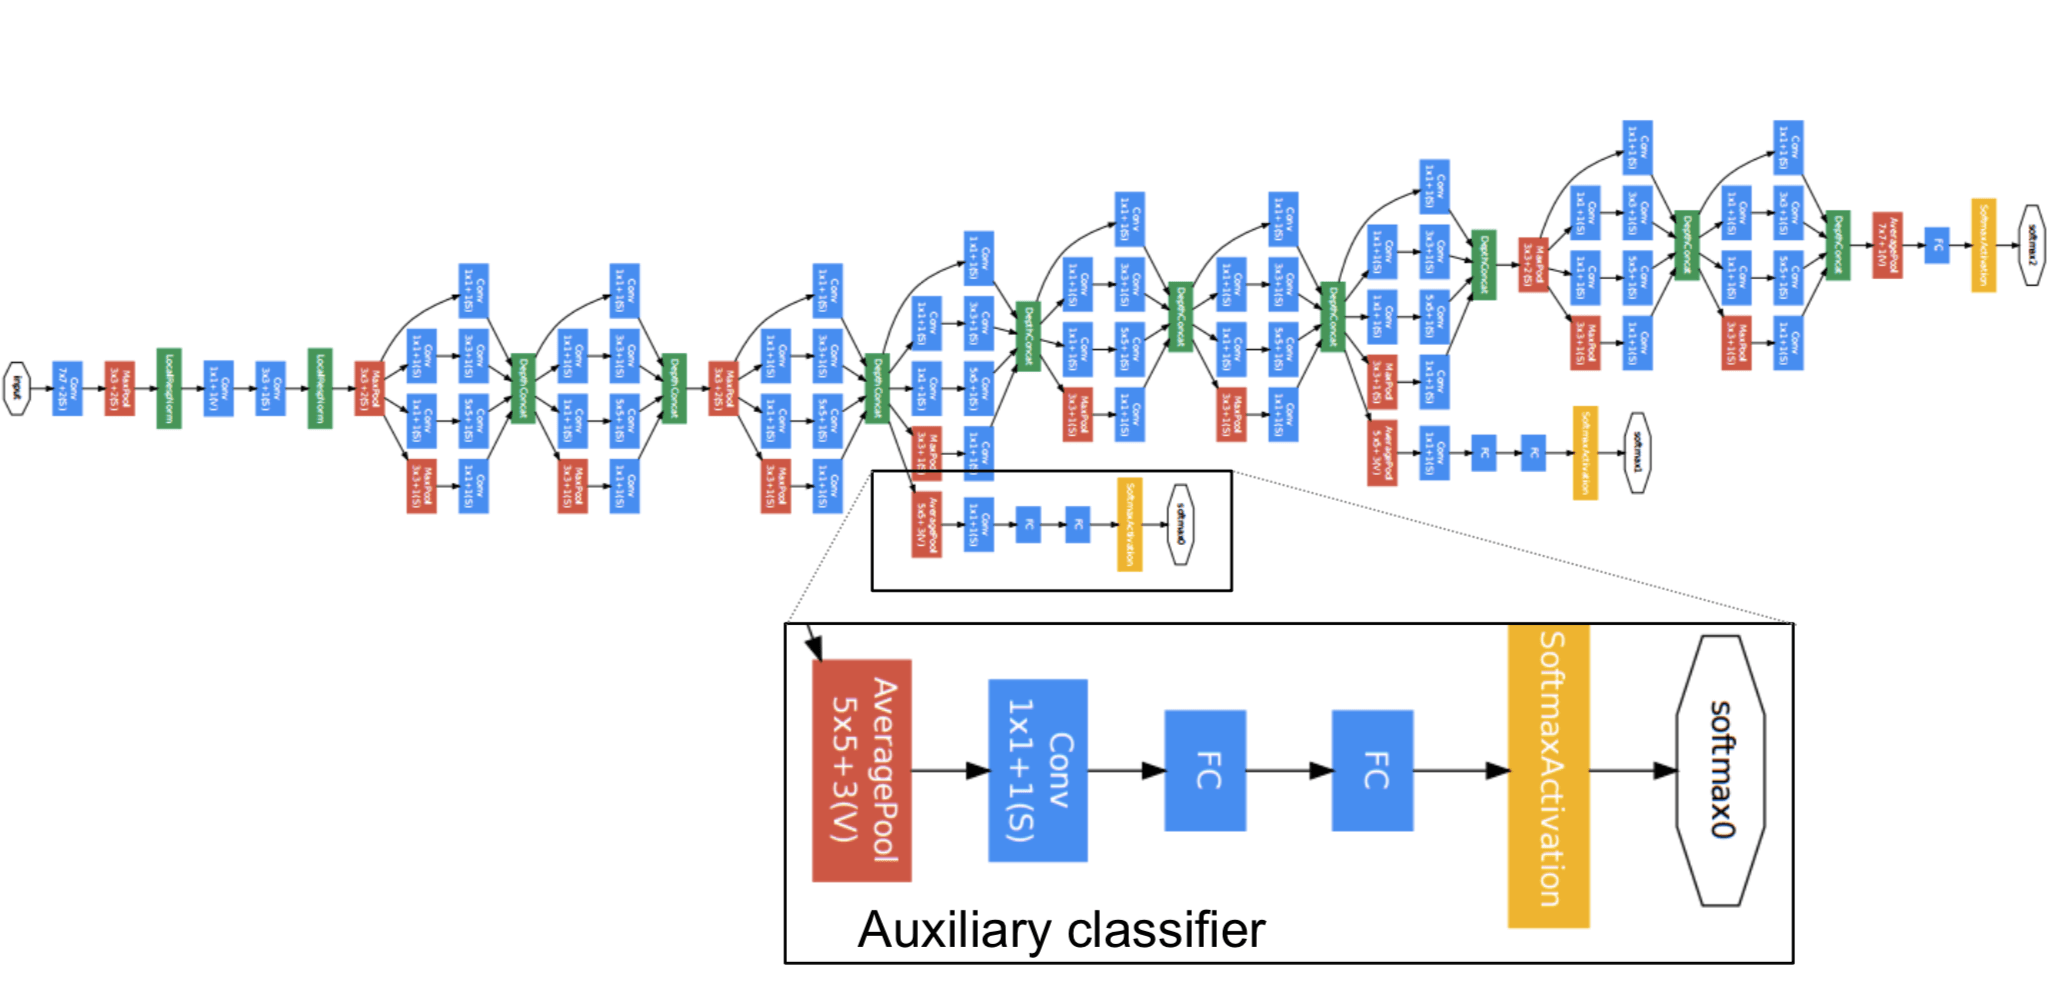 input
Conv
7x7+2(S)
MaxPool
3x3+2(S)
LocalRespNorm
Conv
1x1+1(V)
Conv
3x3+1(S)
LocalRespNorm
MaxPool
3x3+2(S)
Conv
1x1+1(S)
Conv
1x1+1(S)
Conv
3x3+1(S)
Conv
1x1+1(S)
Conv
5x5+1(S)
MaxPool
3x3+1(S)
Conv
1x1+1(S)
DepthConcat
Conv
1x1+1(S)
Conv
1x1+1(S)
Conv
3x3+1(S)
Conv
1x1+1(S)
Conv
5x5+1(S)
MaxPool
3x3+1(S)
Conv
1x1+1(S)
DepthConcat
MaxPool
3x3+2(S)
Conv
1x1+1(S)
Conv
1x1+1(S)
Conv
3x3+1(S)
Conv
1x1+1(S)
Conv
5x5+1(S)
MaxPool
3x3+1(S)
Conv
1x1+1(S)
DepthConcat
Conv
1x1+1(S)
Conv
1x1+1(S)
Conv
3x3+1(S)
Conv
1x1+1(S)
Conv
5x5+1(S)
MaxPool
3x3+1(S)
Conv
1x1+1(S)
DepthConcat
AveragePool
5x5+3(V)
Conv
1x1+1(S)
FC
FC
SoftmaxActivation
softmax0
Conv
1x1+1(S)
Conv
1x1+1(S)
Conv
3x3+1(S)
Conv
1x1+1(S)
Conv
5x5+1(S)
MaxPool
3x3+1(S)
Conv
1x1+1(S)
DepthConcat
Conv
1x1+1(S)
Conv
1x1+1(S)
Conv
3x3+1(S)
Conv
1x1+1(S)
Conv
5x5+1(S)
MaxPool
3x3+1(S)
Conv
1x1+1(S)
DepthConcat
Conv
1x1+1(S)
Conv
1x1+1(S)
Conv
3x3+1(S)
Conv
1x1+1(S)
Conv
5x5+1(S)
MaxPool
3x3+1(S)
Conv
1x1+1(S)
DepthConcat
AveragePool
5x5+3(V)
Conv
1x1+1(S)
FC
FC
SoftmaxActivation
softmax1
MaxPool
3x3+2(S)
Conv
1x1+1(S)
Conv
1x1+1(S)
Conv
3x3+1(S)
Conv
1x1+1(S)
Conv
5x5+1(S)
MaxPool
3x3+1(S)
Conv
1x1+1(S)
DepthConcat
Conv
1x1+1(S)
Conv
1x1+1(S)
Conv
3x3+1(S)
Conv
1x1+1(S)
Conv
5x5+1(S)
MaxPool
3x3+1(S)
Conv
1x1+1(S)
DepthConcat
AveragePool
7x7+1(V)
FC
SoftmaxActivation
softmax2
AveragePool
5x5+3(V)
Conv
1x1+1(S)
FC
FC
SoftmaxActivation
softmax0
Auxiliary classifier